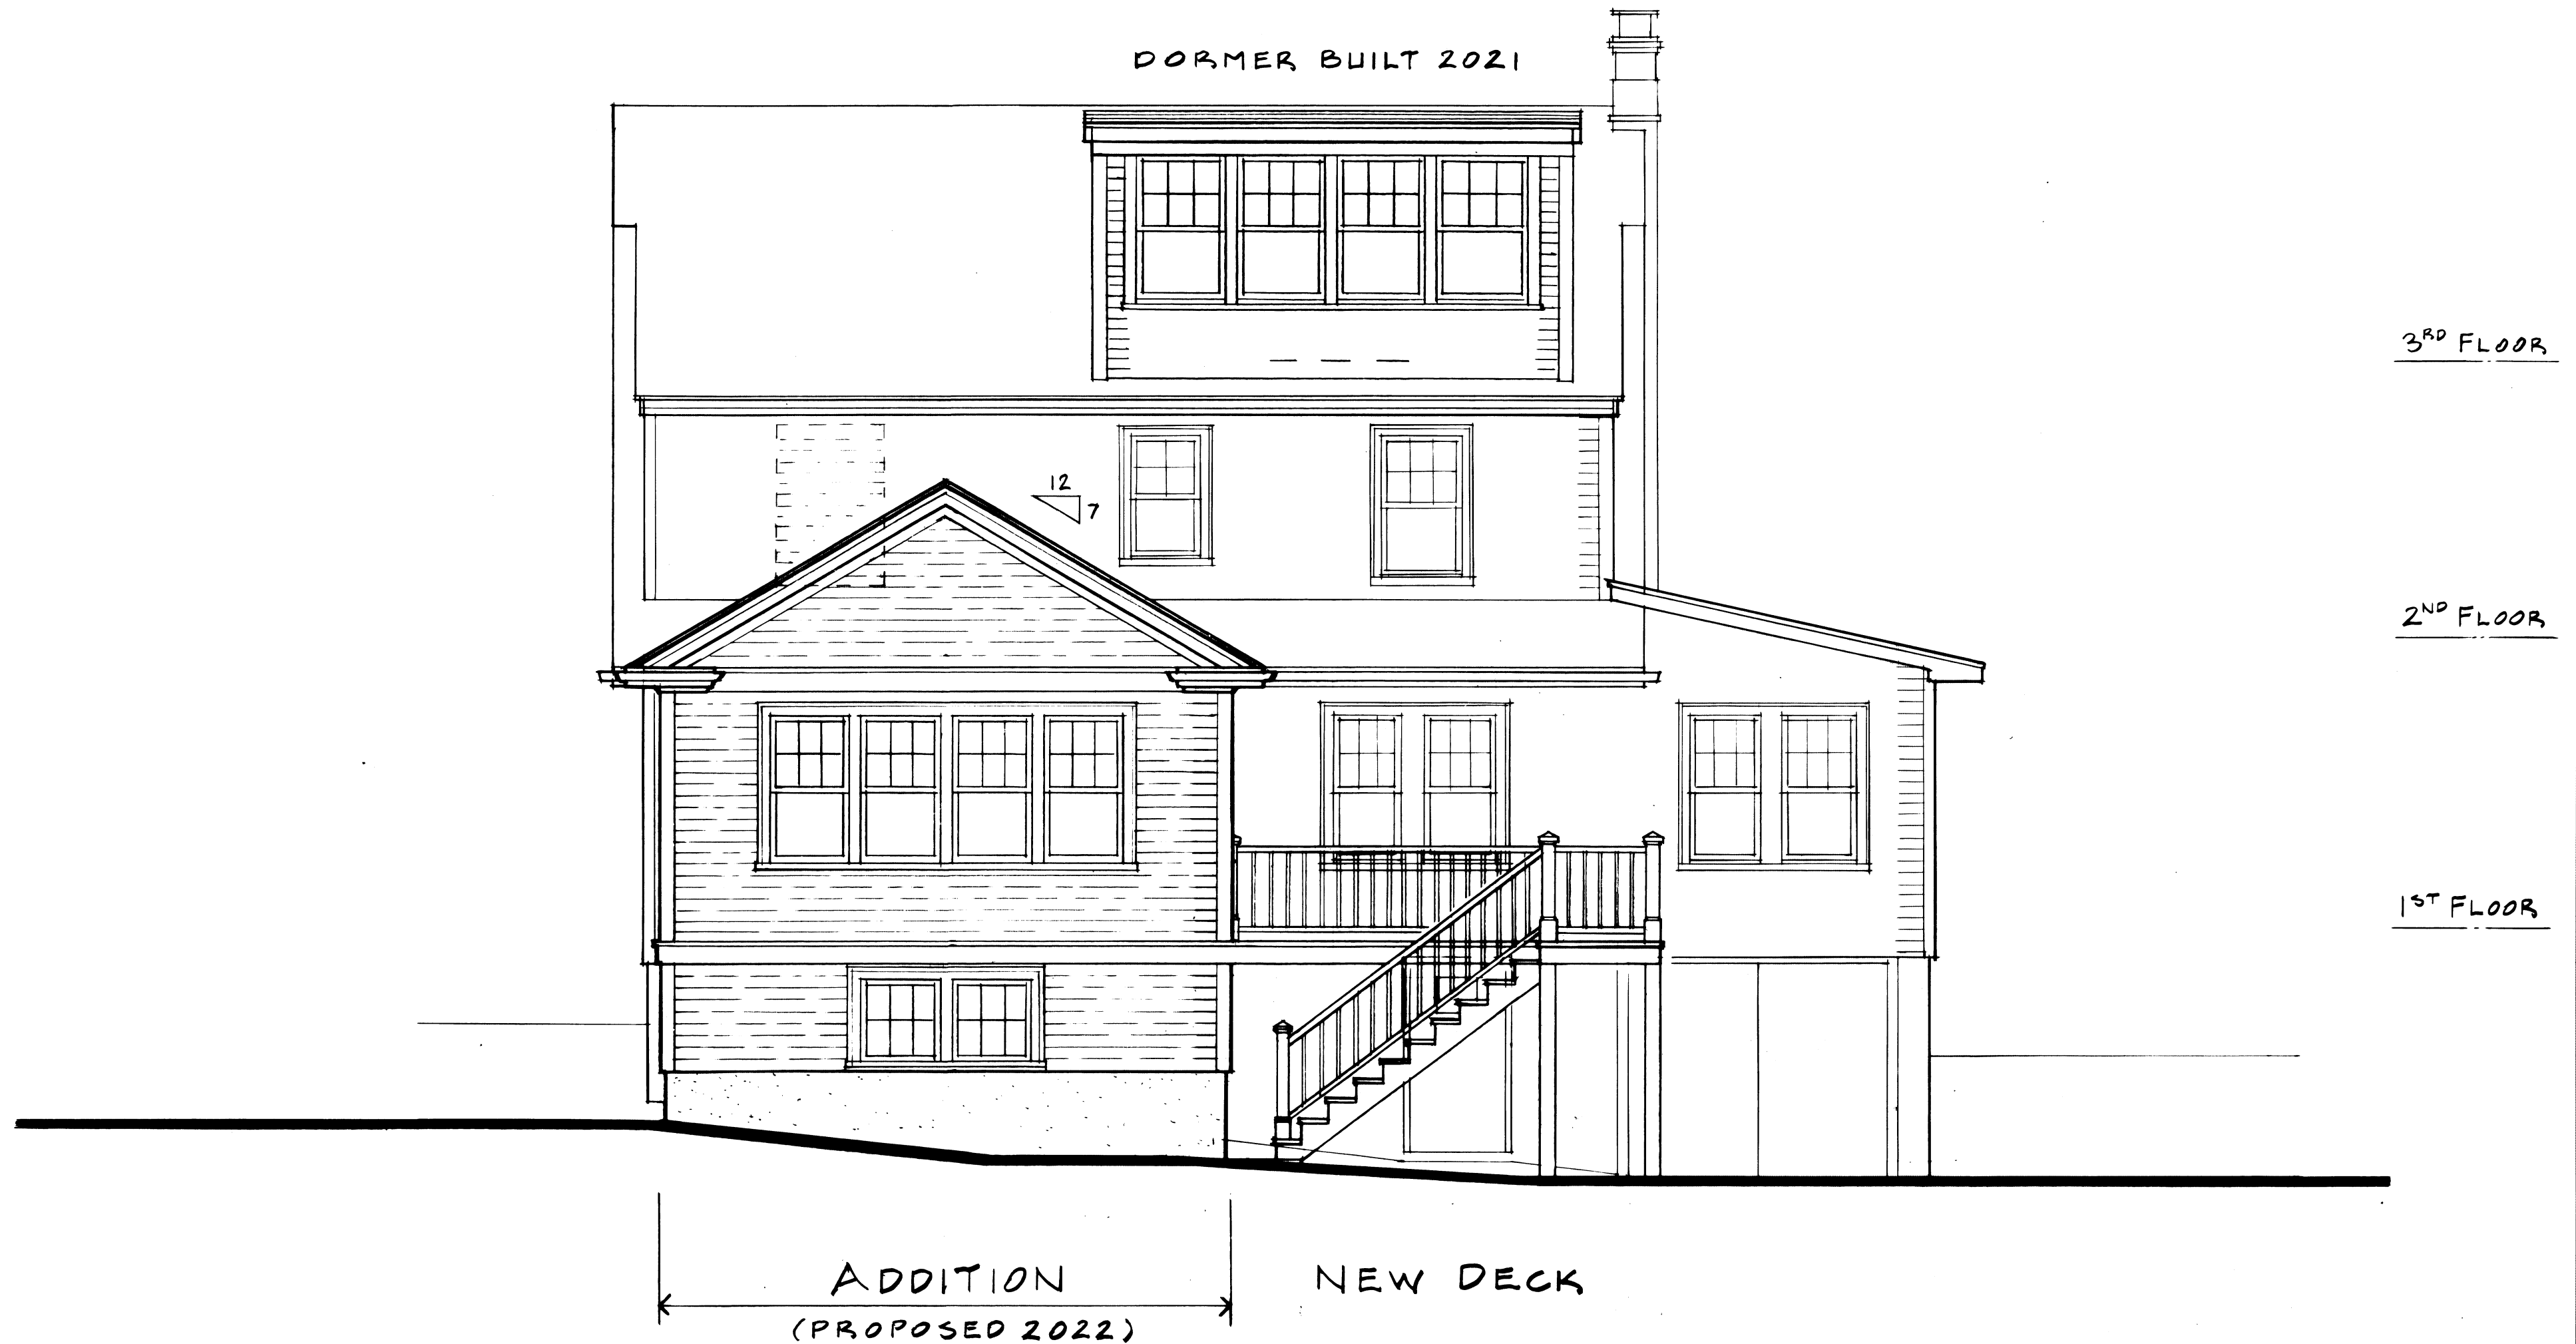 DORMER BUILT 2021
3RD FLOOR
12
7
2ND FLOOR
1ST FLOOR
ADDITION
(PROPOSED 2022)
NEW DECK